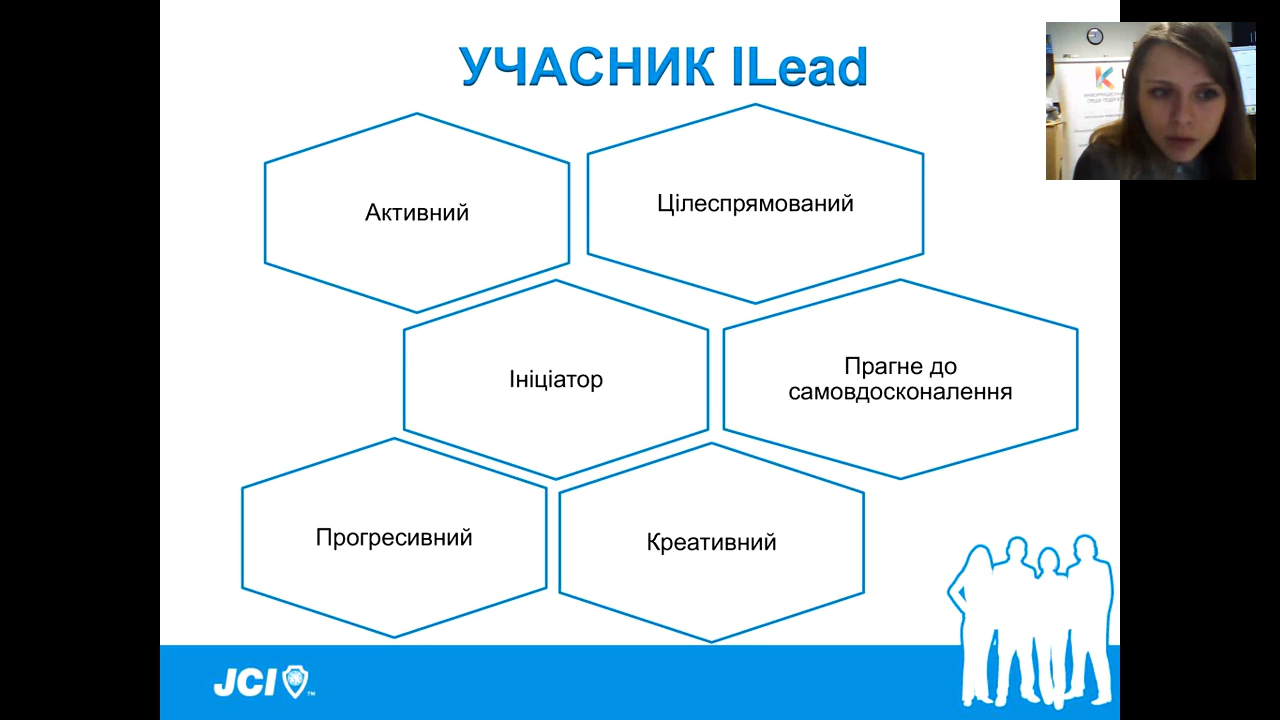 УЧАСНИК ILead
Активний
Цілеспрямований
Ініціатор
Прагне до
самовдосконалення
Прогресивний
Креативний
JCI